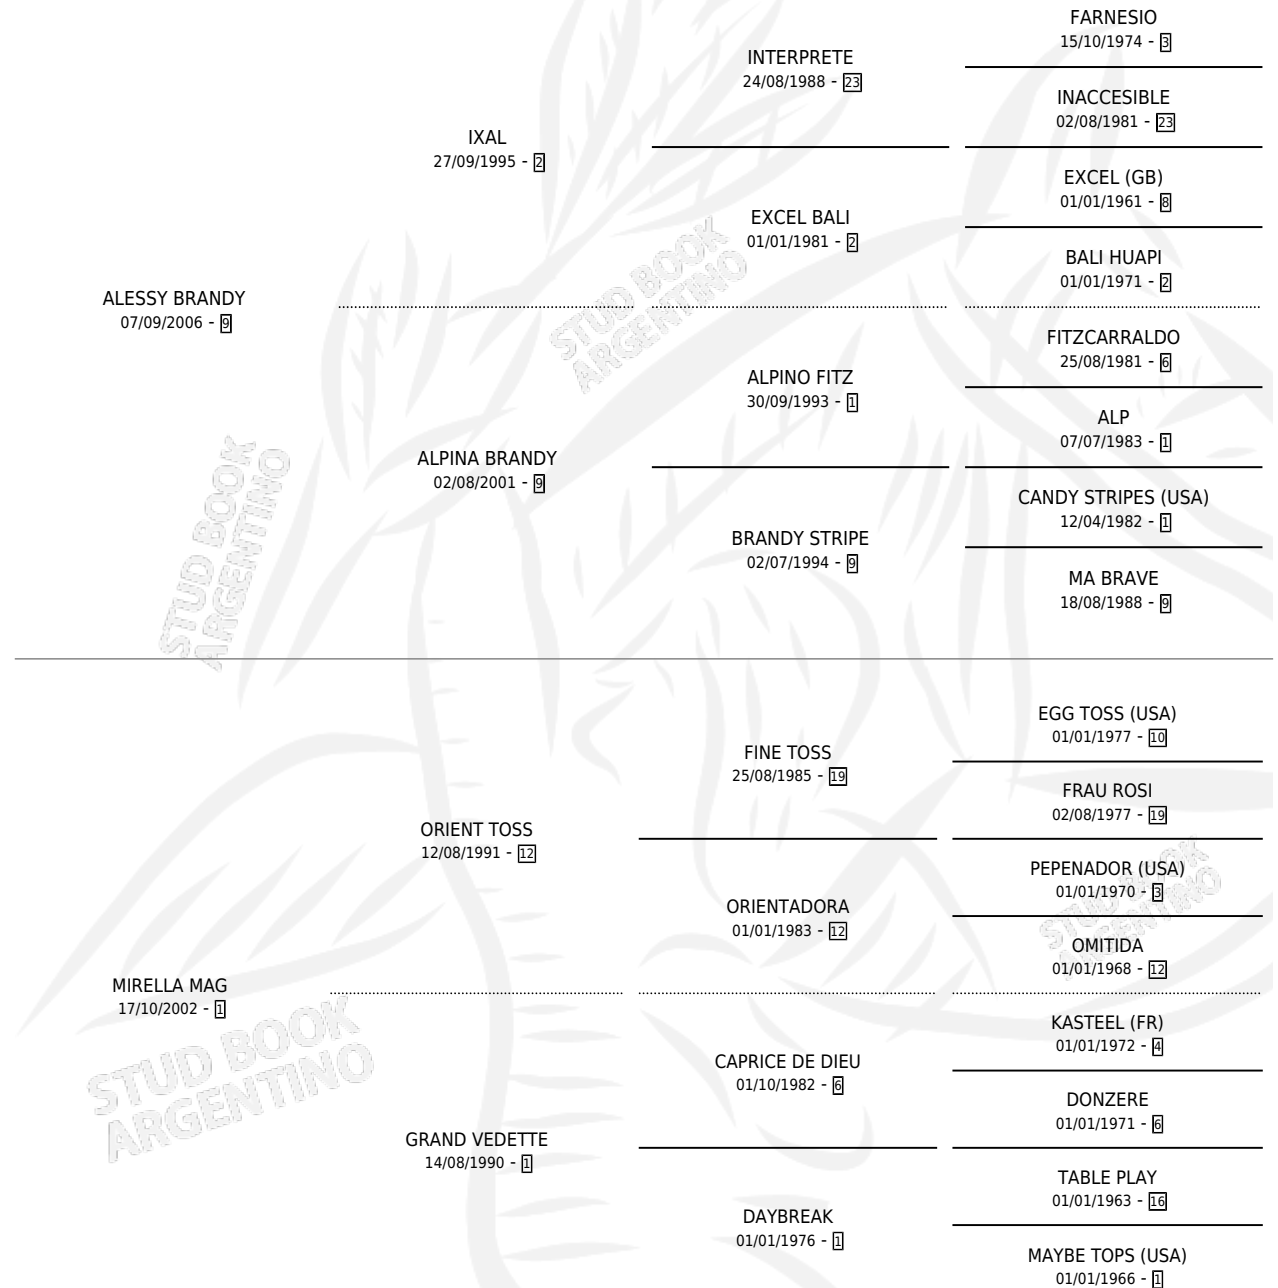 FARNESIO
15/10/1974 - 3
INTERPRETE
24/08/1988 - 23
INACCESIBLE
02/08/1981 - 23
IXAL
27/09/1995 - 2
EXCEL (GB)
01/01/1961 - 8
EXCEL BALI
01/01/1981 - 2
BALI HUAPI
01/01/1971 - 2
ALESSY BRANDY
07/09/2006 - 9
FITZCARRALDO
25/08/1981 - 6
ALPINO FITZ
30/09/1993 - 1
ALP
07/07/1983 - 1
ALPINA BRANDY
02/08/2001 - 9
CANDY STRIPES (USA)
12/04/1982 - 1
BRANDY STRIPE
02/07/1994 - 9
MA BRAVE
18/08/1988 - 9
EGG TOSS (USA)
01/01/1977 - 10
FINE TOSS
25/08/1985 - 19
FRAU ROSI
02/08/1977 - 19
ORIENT TOSS
12/08/1991 - 12
PEPENADOR (USA)
01/01/1970 - 3
ORIENTADORA
01/01/1983 - 12
OMITIDA
01/01/1968 - 12
MIRELLA MAG
17/10/2002 - 1
KASTEEL (FR)
01/01/1972 - 4
CAPRICE DE DIEU
01/10/1982 - 6
DONZERE
01/01/1971 - 6
GRAND VEDETTE
14/08/1990 - 1
TABLE PLAY
01/01/1963 - 16
DAYBREAK
01/01/1976 - 1
MAYBE TOPS (USA)
01/01/1966 - 1
STUD BOOK
ARGENTINO
STUD BOOK
ARGENTINO
STUD BOOK
ARGENTINO
STUD BOOK
ARGENTINO